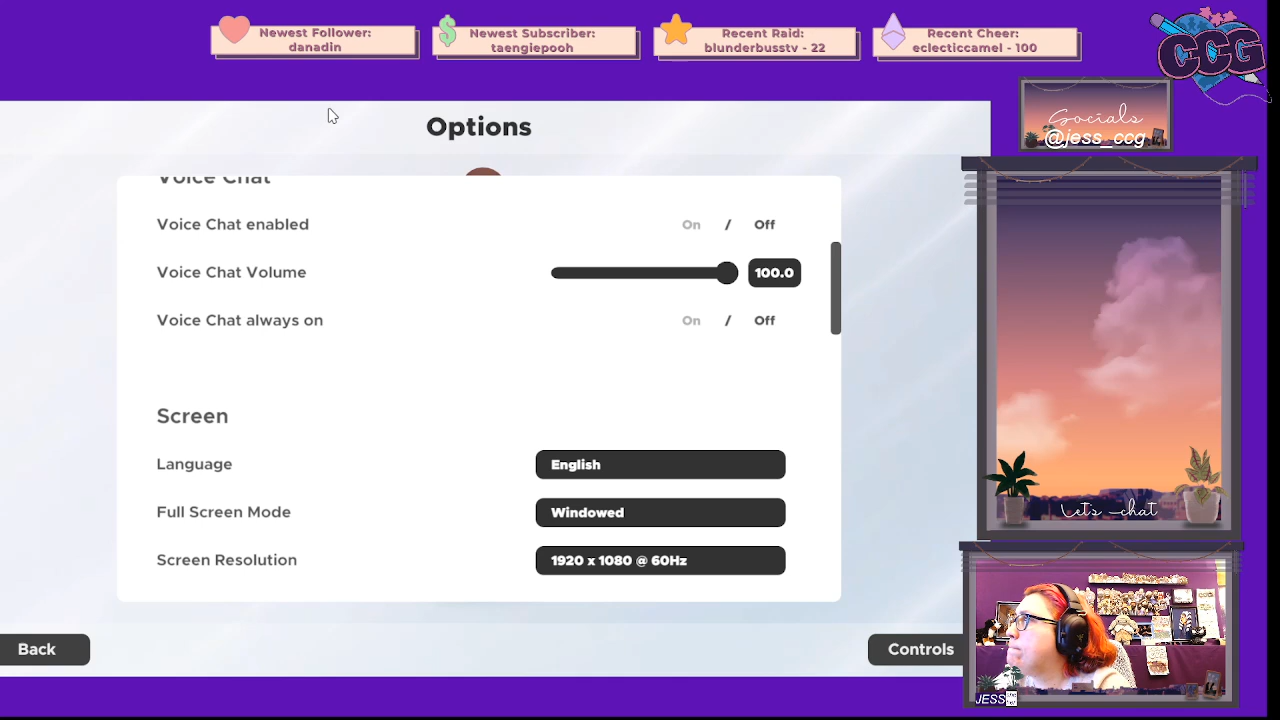 Newest Follower:
danadin
Newest Subscriber:
taengiepooh
Recent Raid:
blunderbusstv - 22
Recent Cheer:
eclecticcamel - 100
CCG
Socials
@jess_ccg
Options
Voice Chat
Voice Chat enabled
On / Off
Voice Chat Volume
100.0
Voice Chat always on
On / Off
Screen
Language
English
Full Screen Mode
Windowed
Screen Resolution
1920 x 1080 @ 60Hz
Let's chat
Back
Controls
JESS